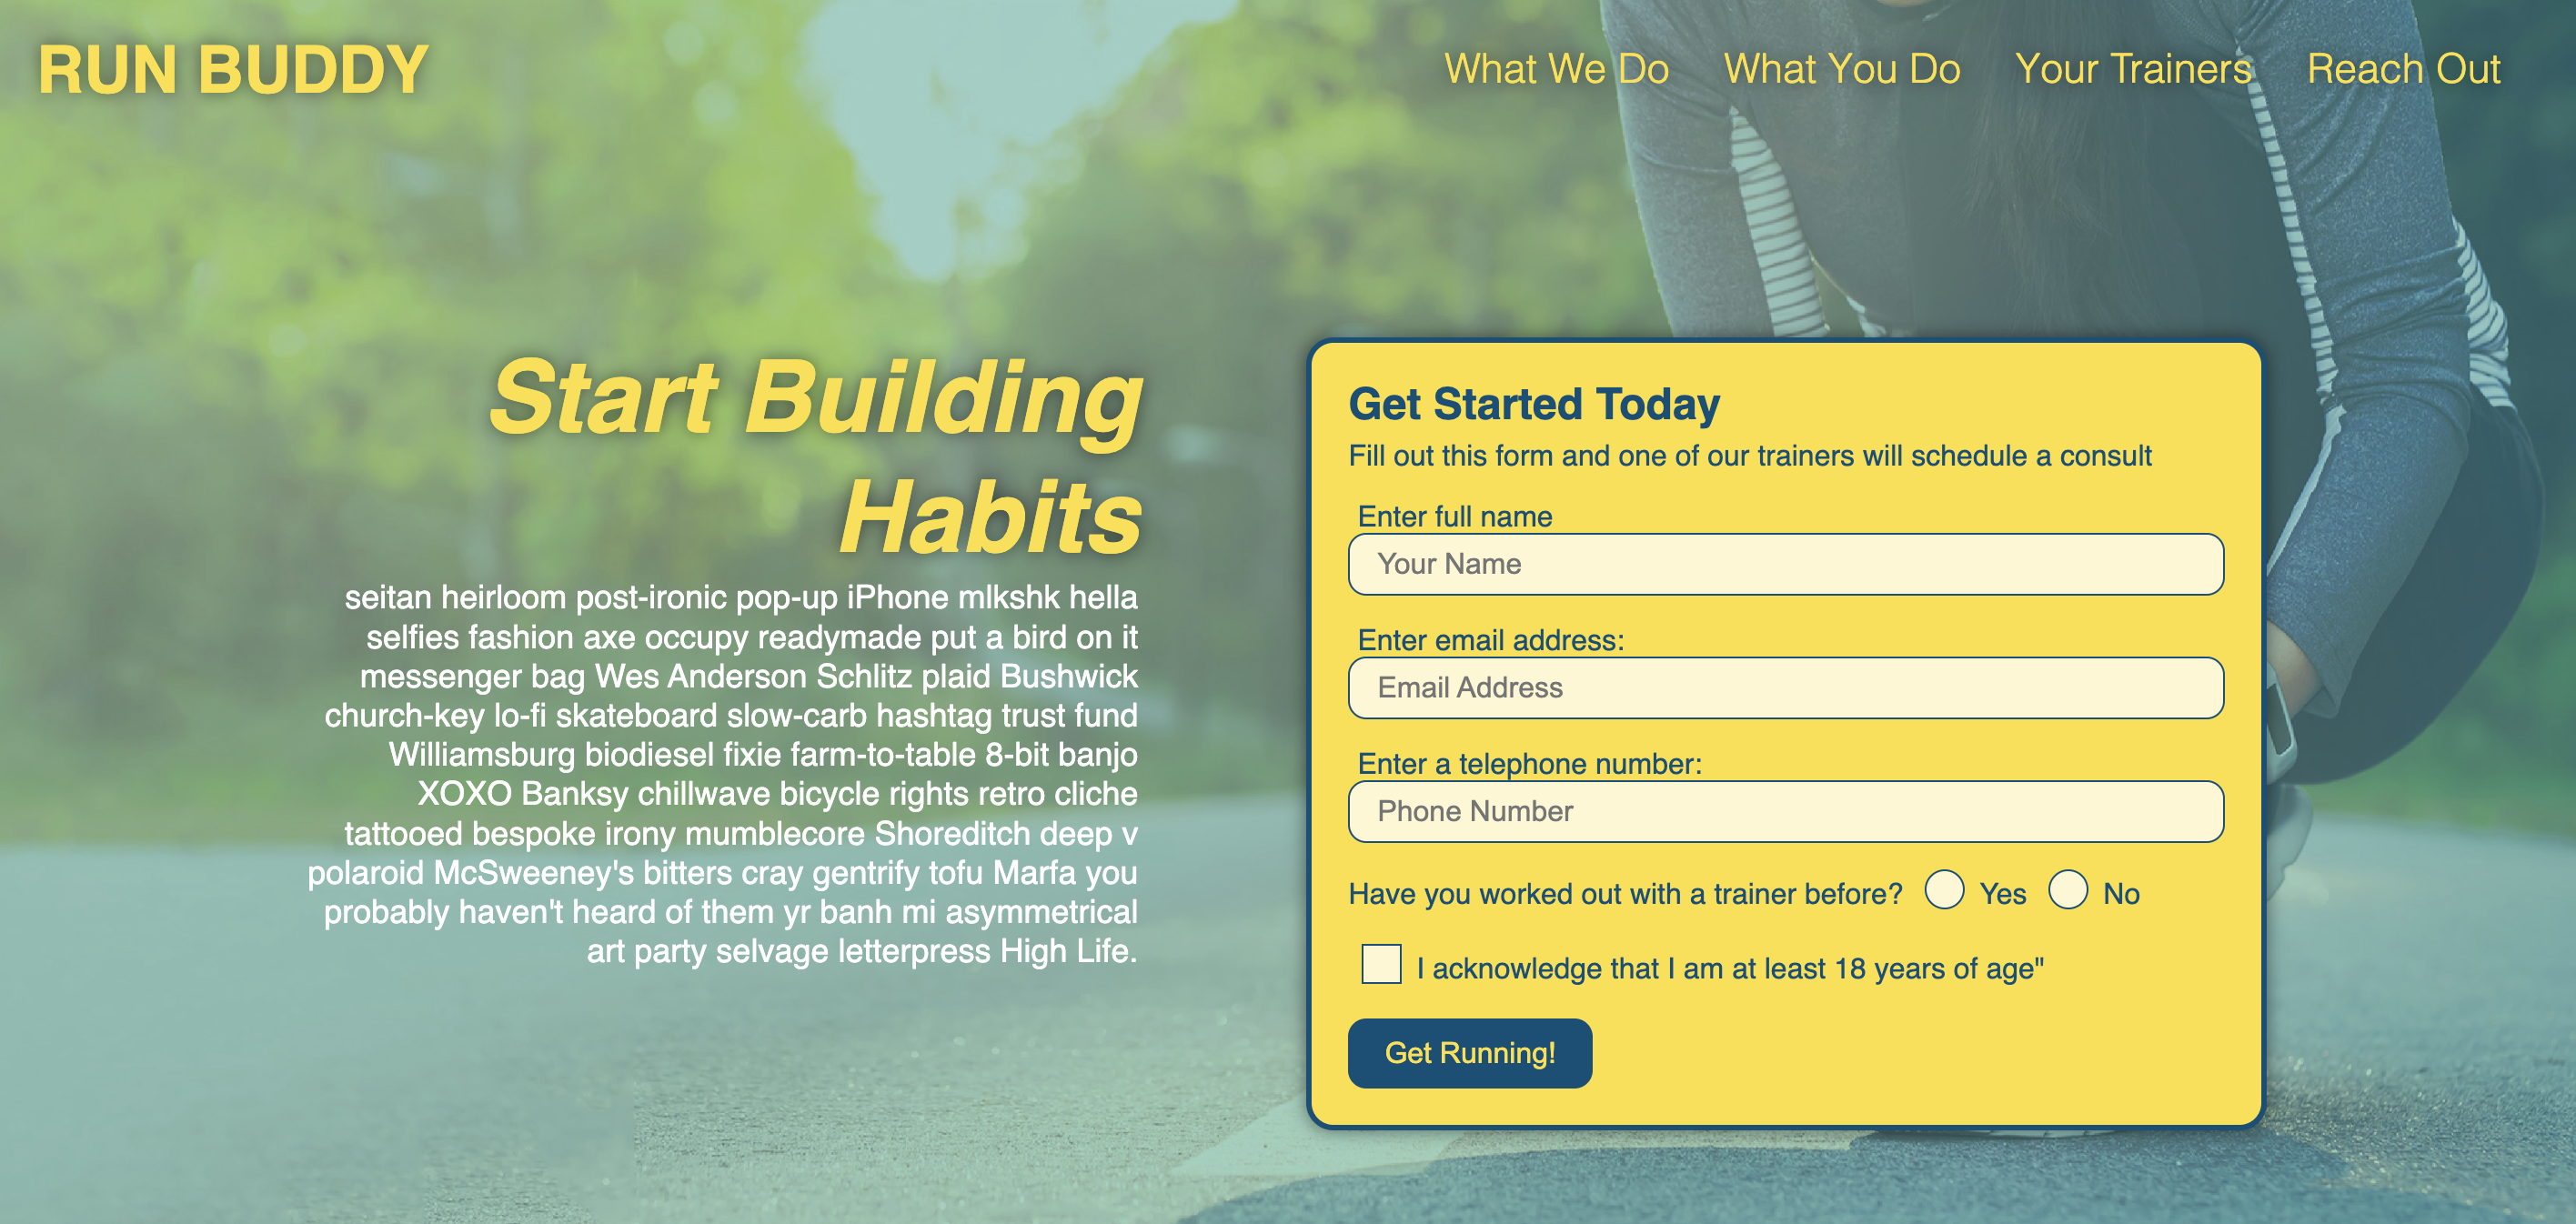 RUN BUDDY
What We Do
What You Do
Your Trainers
Reach Out
Start Building
Habits
seitan heirloom post-ironic pop-up iPhone mlkshk hella
selfies fashion axe occupy readymade put a bird on it
messenger bag Wes Anderson Schlitz plaid Bushwick
church-key lo-fi skateboard slow-carb hashtag trust fund
Williamsburg biodiesel fixie farm-to-table 8-bit banjo
XOXO Banksy chillwave bicycle rights retro cliche
tattooed bespoke irony mumblecore Shoreditch deep v
polaroid McSweeney's bitters cray gentrify tofu Marfa you
probably haven't heard of them yr banh mi asymmetrical
art party selvage letterpress High Life.
Get Started Today
Fill out this form and one of our trainers will schedule a consult
Enter full name
Your Name
Enter email address:
Email Address
Enter a telephone number:
Phone Number
Have you worked out with a trainer before? Yes No
I acknowledge that I am at least 18 years of age"
Get Running!